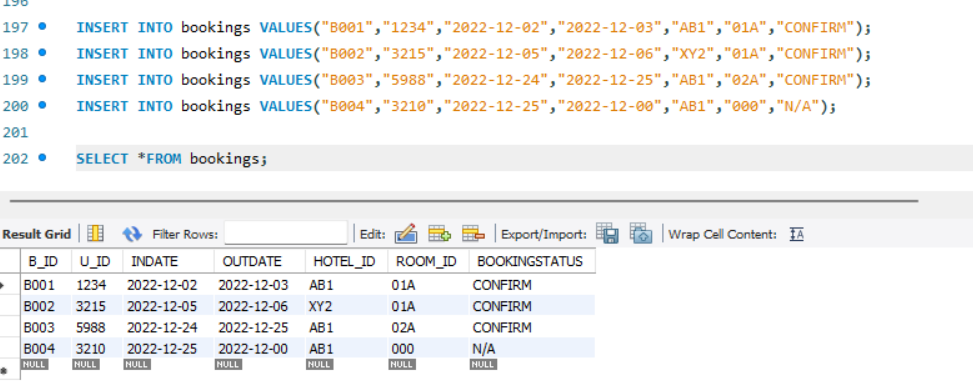 196
197 INSERT INTO bookings VALUES("B001","1234","2022-12-02","2022-12-03","AB1","01A","CONFIRM");
198 INSERT INTO bookings VALUES("B002","3215","2022-12-05","2022-12-06","XY2","01A","CONFIRM");
199 INSERT INTO bookings VALUES("B003","5988","2022-12-24","2022-12-25","AB1","02A","CONFIRM");
200 INSERT INTO bookings VALUES("B004","3210","2022-12-25","2022-12-00","AB1","000","N/A");
201
202 SELECT *FROM bookings;
Result Grid Filter Rows: Edit: Export/Import: Wrap Cell Content: IA
B_ID U_ID INDATE OUTDATE HOTEL_ID ROOM_ID BOOKINGSTATUS
B001 1234 2022-12-02 2022-12-03 AB1 01A CONFIRM
B002 3215 2022-12-05 2022-12-06 XY2 01A CONFIRM
B003 5988 2022-12-24 2022-12-25 AB1 02A CONFIRM
B004 3210 2022-12-25 2022-12-00 AB1 000 N/A
NULL NULL NULL NULL NULL NULL NULL